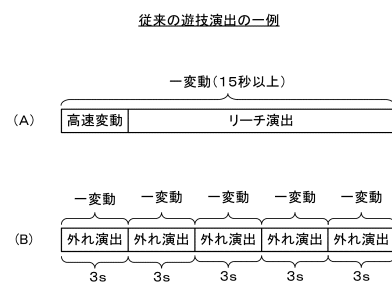 従来の遊技演出の一例
一変動(15秒以上)
(A) 高速変動 リーチ演出
一変動 一変動 一変動 一変動 一変動
(B) 外れ演出 外れ演出 外れ演出 外れ演出 外れ演出
3s 3s 3s 3s 3s